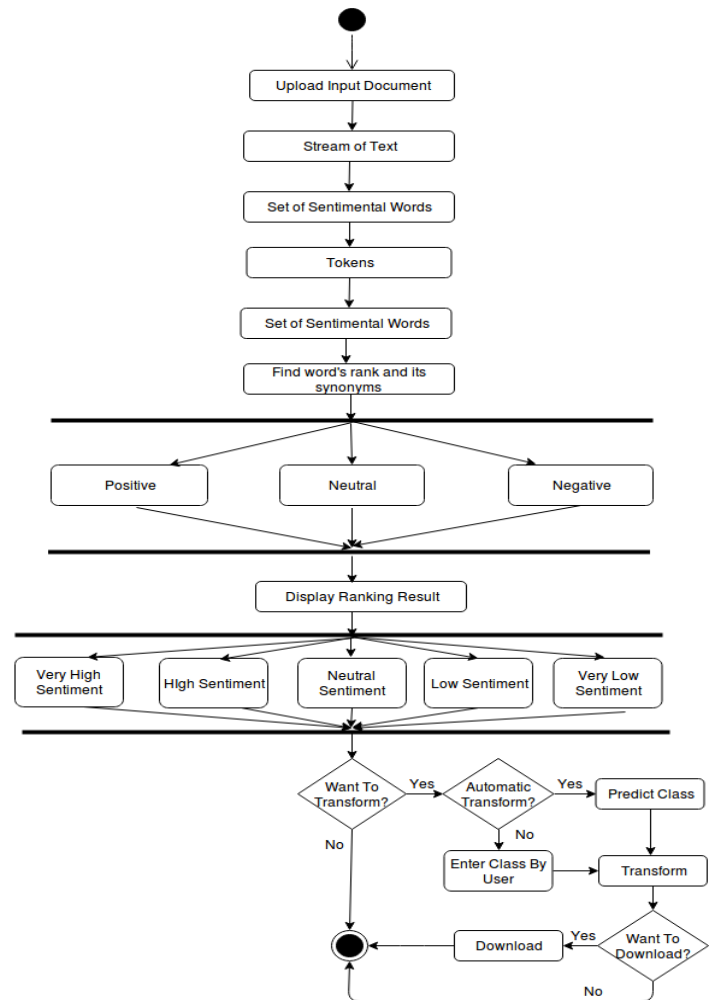 Upload Input Document
Stream of Text
Set of Sentimental Words
Tokens
Set of Sentimental Words
Find word's rank and its
synonyms
Positive
Neutral
Negative
Display Ranking Result
Very High
Sentiment
HIgh Sentiment
Neutral
Sentiment
Low Sentiment
Very Low
Sentiment
Want To
Transform?
Yes
Automatic
Transform?
Yes
Predict Class
No
No
Enter Class By
User
Transform
Want To
Download?
Yes
Download
No